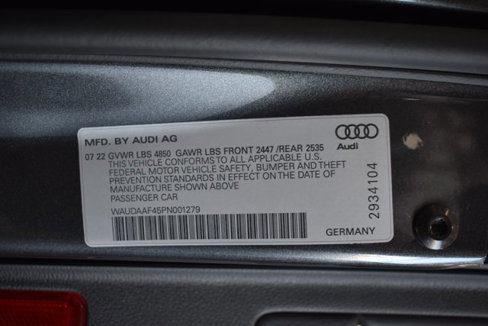 MFD. BY AUDI AG
07 22 GVWR LBS 4850 GAWR LBS FRONT 2447 /REAR 2535
THIS VEHICLE CONFORMS TO ALL APPLICABLE U.S.
FEDERAL MOTOR VEHICLE SAFETY, BUMPER AND THEFT
PREVENTION STANDARDS IN EFFECT ON THE DATE OF
MANUFACTURE SHOWN ABOVE
PASSENGER CAR
WAUDAAF45PN001279
Audi
2934104
GERMANY